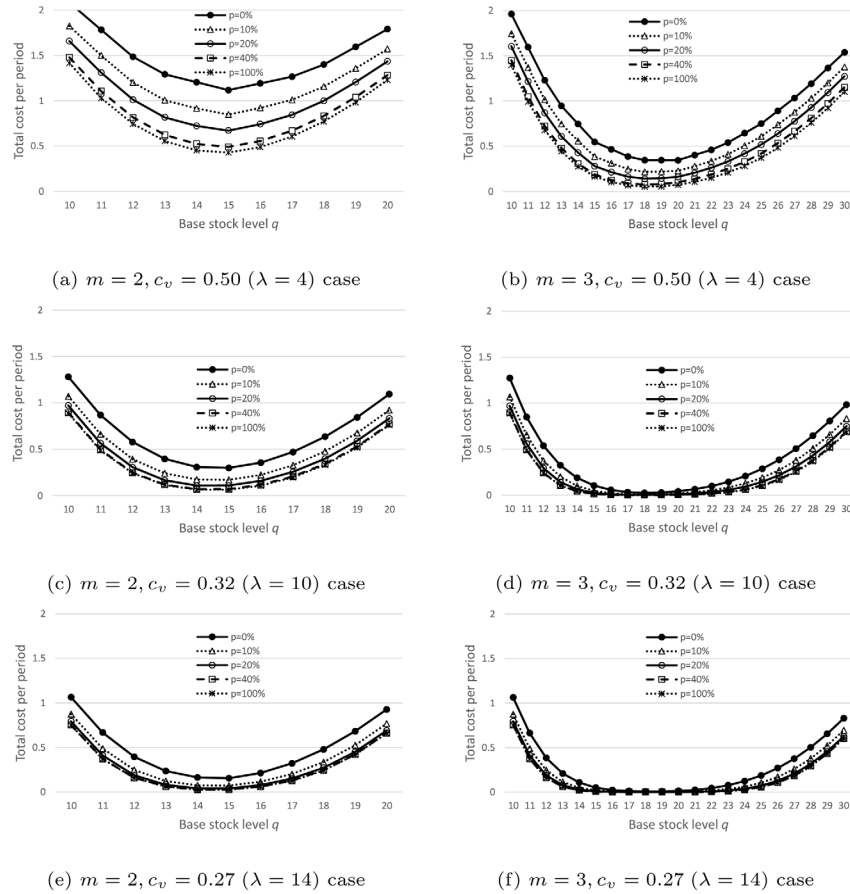 2
1.5
1
0.5
0
Total cost per period
p=0%
p=10%
p=20%
p=40%
p=100%
10 11 12 13 14 15 16 17 18 19 20
Base stock level q
(a) m = 2, c_v = 0.50 (λ = 4) case
2
1.5
1
0.5
0
Total cost per period
p=0%
p=10%
p=20%
p=40%
p=100%
10 11 12 13 14 15 16 17 18 19 20 21 22 23 24 25 26 27 28 29 30
Base stock level q
(b) m = 3, c_v = 0.50 (λ = 4) case
2
1.5
1
0.5
0
Total cost per period
p=0%
p=10%
p=20%
p=40%
p=100%
10 11 12 13 14 15 16 17 18 19 20
Base stock level q
(c) m = 2, c_v = 0.32 (λ = 10) case
2
1.5
1
0.5
0
Total cost per period
p=0%
p=10%
p=20%
p=40%
p=100%
10 11 12 13 14 15 16 17 18 19 20 21 22 23 24 25 26 27 28 29 30
Base stock level q
(d) m = 3, c_v = 0.32 (λ = 10) case
2
1.5
1
0.5
0
Total cost per period
p=0%
p=10%
p=20%
p=40%
p=100%
10 11 12 13 14 15 16 17 18 19 20
Base stock level q
(e) m = 2, c_v = 0.27 (λ = 14) case
2
1.5
1
0.5
0
Total cost per period
p=0%
p=10%
p=20%
p=40%
p=100%
10 11 12 13 14 15 16 17 18 19 20 21 22 23 24 25 26 27 28 29 30
Base stock level q
(f) m = 3, c_v = 0.27 (λ = 14) case